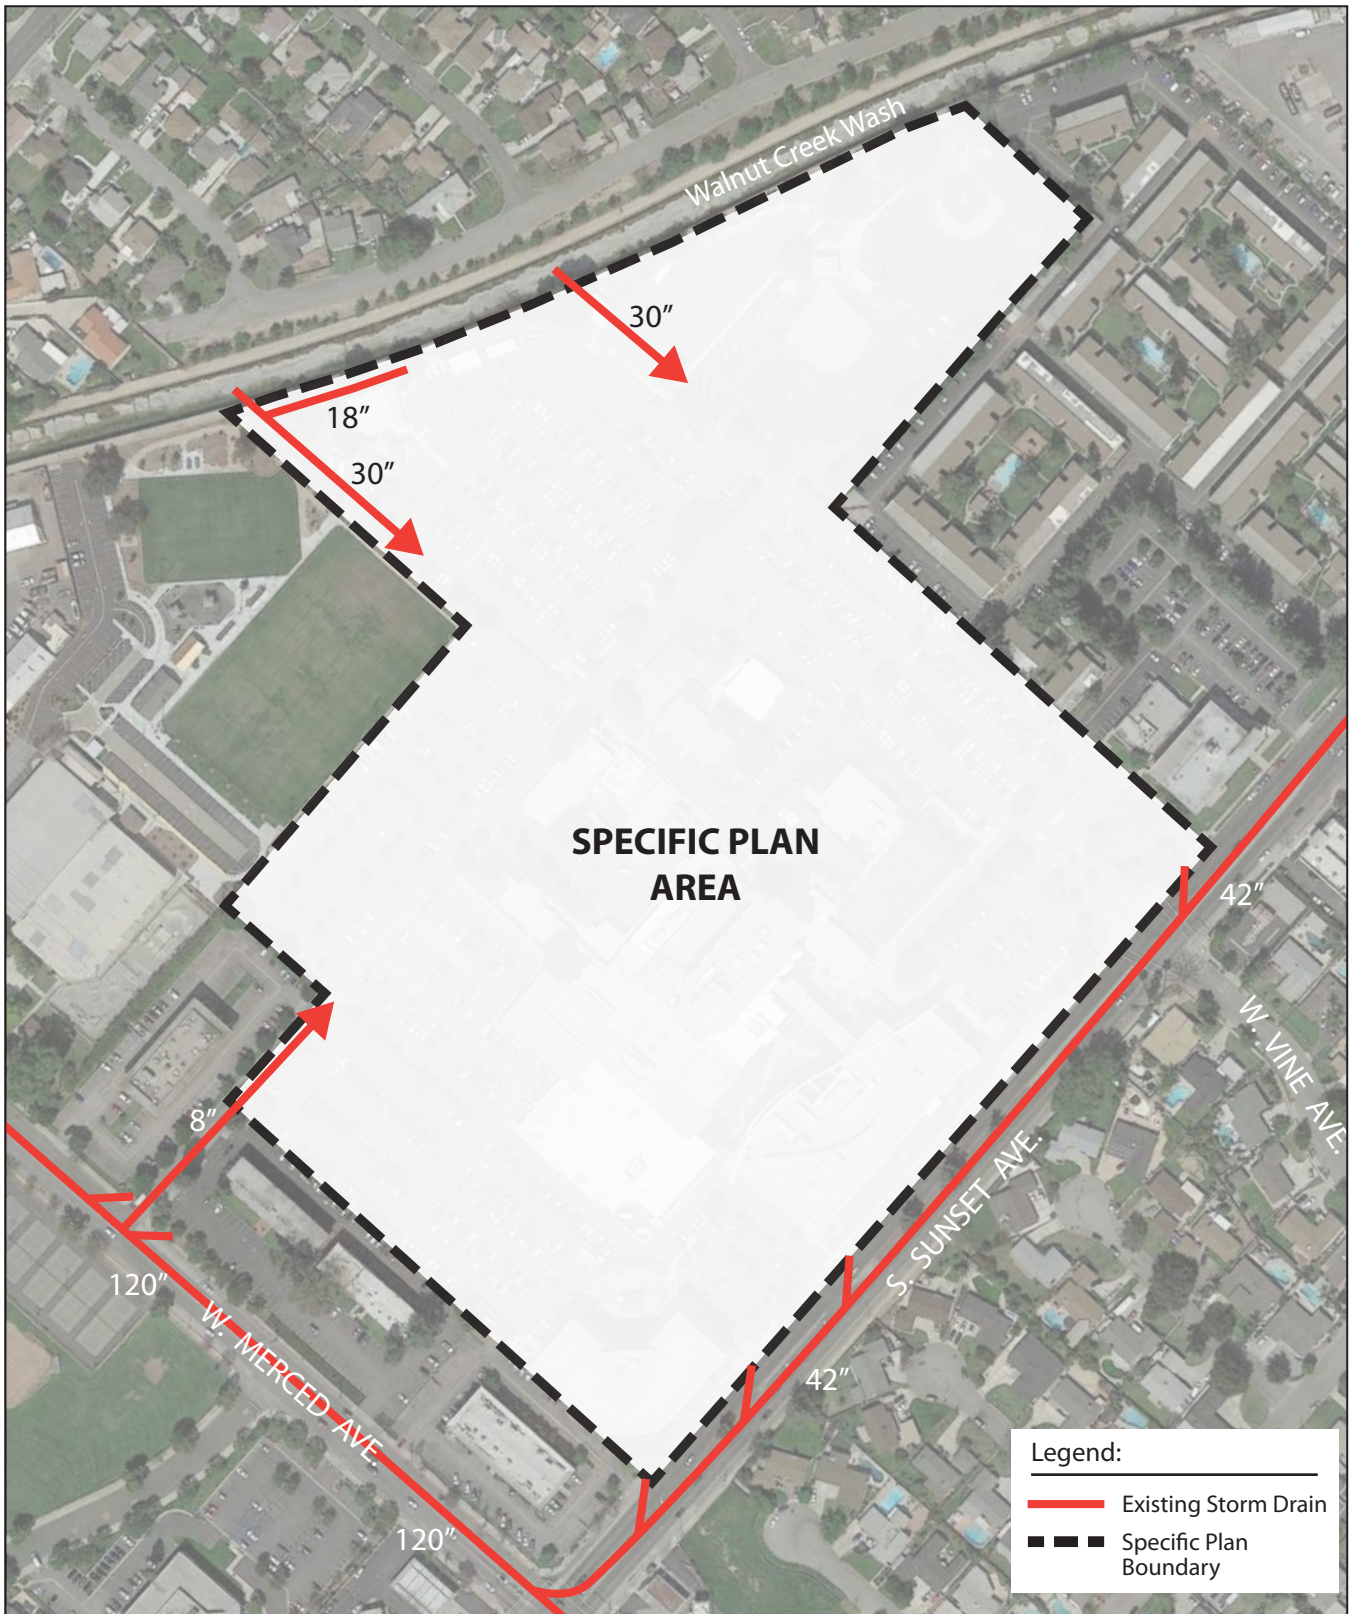 Walnut Creek Wash
30″
18″
30″
SPECIFIC PLAN
AREA
42″
W. VINE AVE.
8″
S. SUNSET AVE.
120″
W. MERCED AVE.
42″
120″
Legend:
Existing Storm Drain
Specific Plan
Boundary